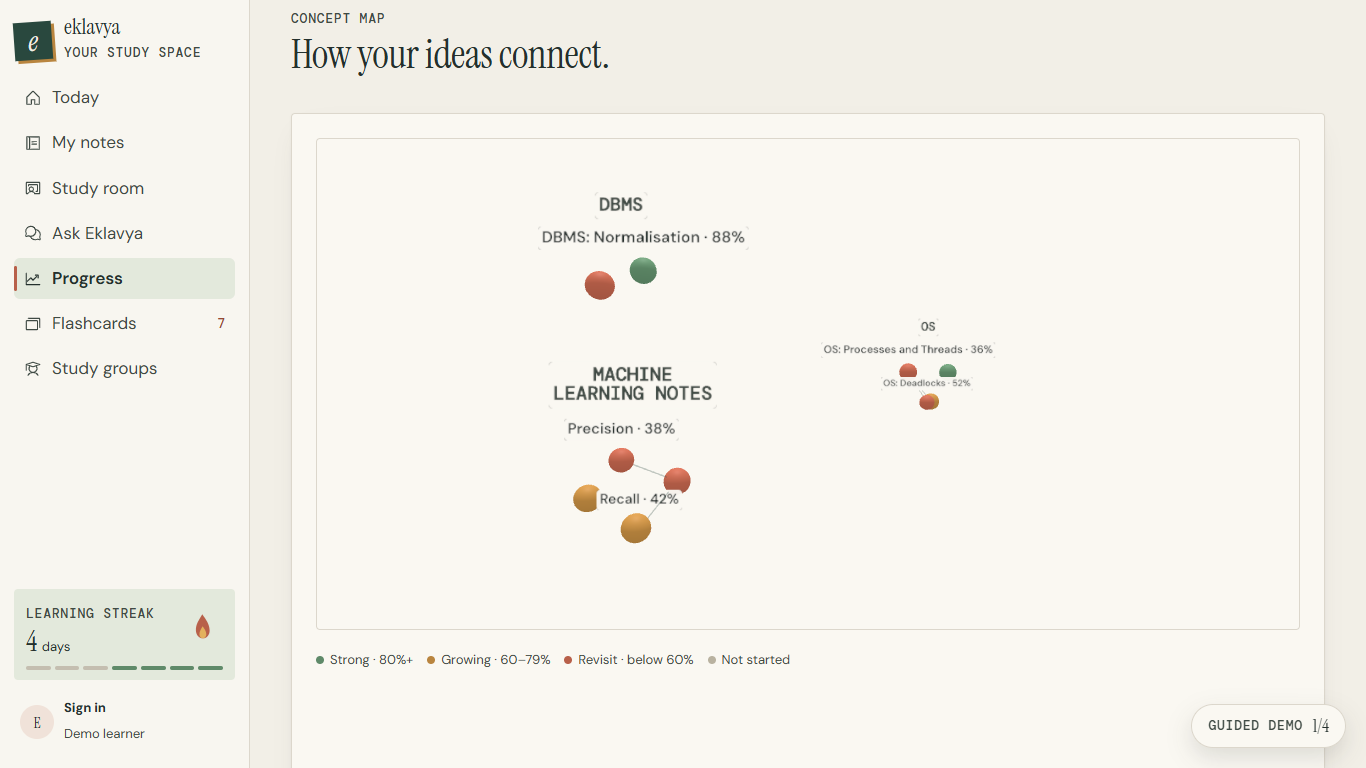 e
eklavya
YOUR STUDY SPACE
Today
My notes
Study room
Ask Eklavya
Progress
Flashcards 7
Study groups
LEARNING STREAK
4 days
E
Sign in
Demo learner
CONCEPT MAP
How your ideas connect.
DBMS
DBMS: Normalisation · 88%
MACHINE
LEARNING NOTES
Precision · 38%
Recall · 42%
OS
OS: Processes and Threads · 36%
OS: Deadlocks · 52%
Strong · 80%+
Growing · 60–79%
Revisit · below 60%
Not started
GUIDED DEMO 1/4